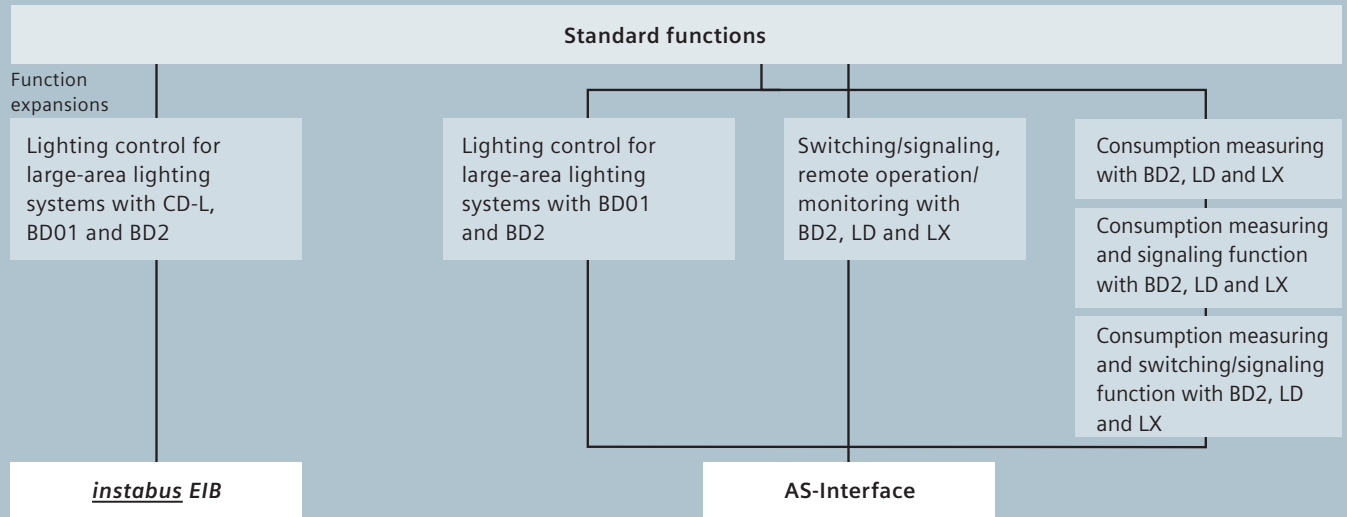 Standard functions
Function
expansions
Lighting control for
large-area lighting
systems with CD-L,
BD01 and BD2
Lighting control for
large-area lighting
systems with BD01
and BD2
Switching/signaling,
remote operation/
monitoring with
BD2, LD and LX
Consumption measuring
with BD2, LD and LX
Consumption measuring
and signaling function
with BD2, LD and LX
Consumption measuring
and switching/signaling
function with BD2, LD
and LX
instabus EIB
AS-Interface